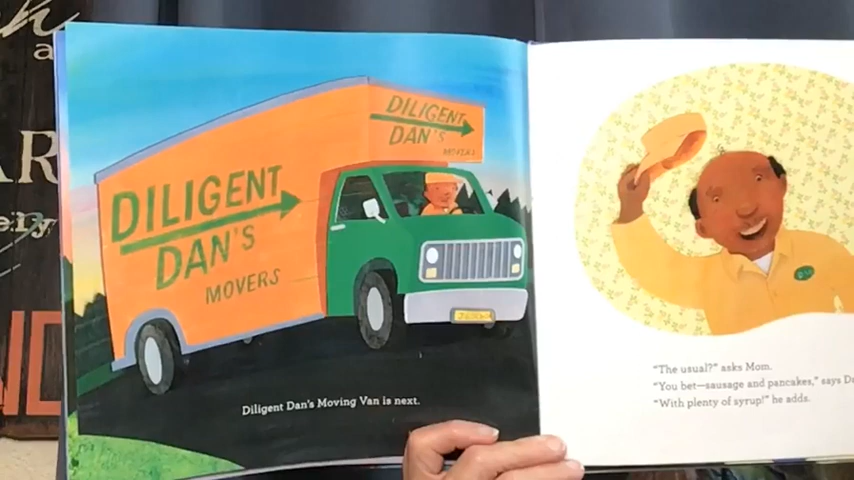 DILIGENT
DAN'S
MOVERS
DILIGENT
DAN'S
MOVERS
Diligent Dan's Moving Van is next.
"The usual?" asks Mom.
"You bet—sausage and pancakes," says
"With plenty of syrup!" he adds.